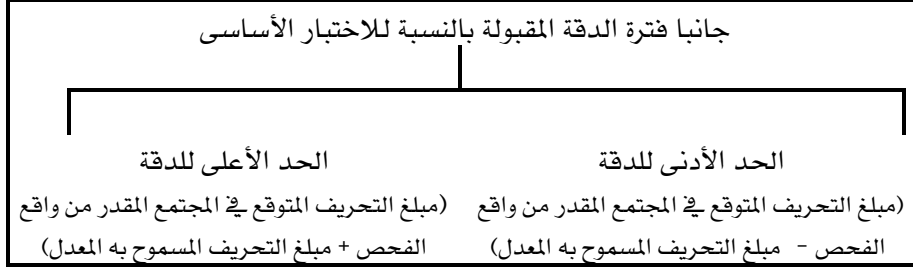 جانبا فترة الدقة المقبولة بالنسبة للاختبار الأساسى
الحد الأدنى للدقة
(مبلغ التحريف المتوقع في المجتمع المقدر من واقع
الفحص - مبلغ التحريف المسموح به المعدل)
الحد الأعلى للدقة
(مبلغ التحريف المتوقع في المجتمع المقدر من واقع
الفحص + مبلغ التحريف المسموح به المعدل)